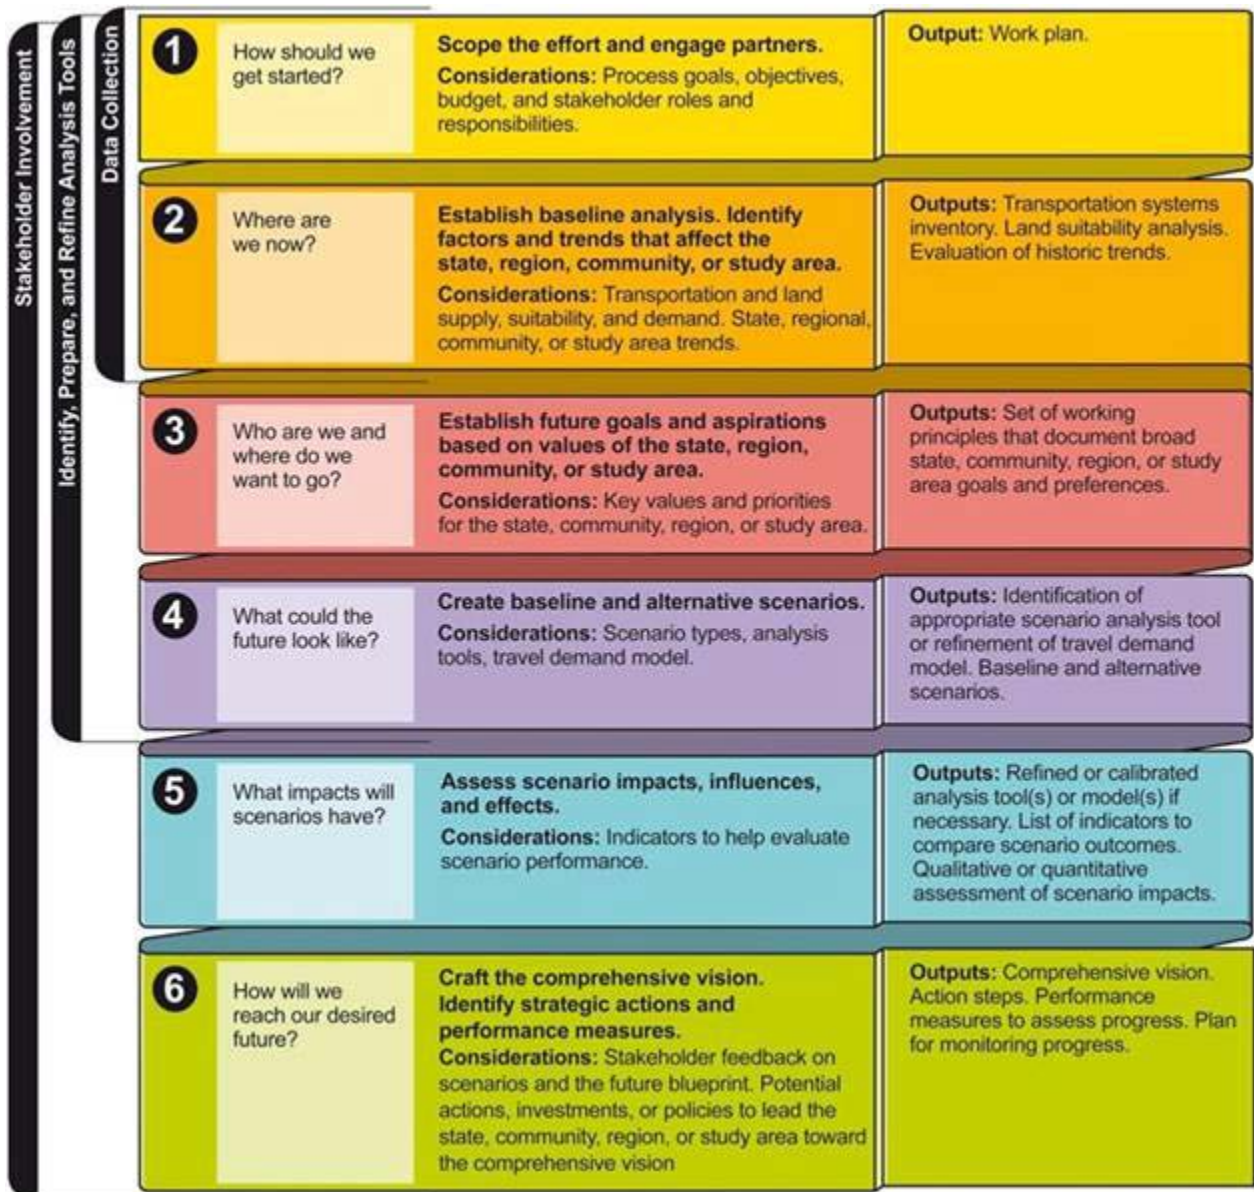 Stakeholder Involvement
Identify, Prepare, and Refine Analysis Tools
Data Collection
1
How should we
get started?
Scope the effort and engage partners.
Considerations: Process goals, objectives,
budget, and stakeholder roles and
responsibilities.
Output: Work plan.
2
Where are
we now?
Establish baseline analysis. Identify
factors and trends that affect the
state, region, community, or study area.
Considerations: Transportation and land
supply, suitability, and demand. State, regional,
community, or study area trends.
Outputs: Transportation systems
inventory. Land suitability analysis.
Evaluation of historic trends.
3
Who are we and
where do we
want to go?
Establish future goals and aspirations
based on values of the state, region,
community, or study area.
Considerations: Key values and priorities
for the state, community, region, or study area.
Outputs: Set of working
principles that document broad
state, community, region, or study
area goals and preferences.
4
What could the
future look like?
Create baseline and alternative scenarios.
Considerations: Scenario types, analysis
tools, travel demand model.
Outputs: Identification of
appropriate scenario analysis tool
or refinement of travel demand
model. Baseline and alternative
scenarios.
5
What impacts will
scenarios have?
Assess scenario impacts, influences,
and effects.
Considerations: Indicators to help evaluate
scenario performance.
Outputs: Refined or calibrated
analysis tool(s) or model(s) if
necessary. List of indicators to
compare scenario outcomes.
Qualitative or quantitative
assessment of scenario impacts.
6
How will we
reach our desired
future?
Craft the comprehensive vision.
Identify strategic actions and
performance measures.
Considerations: Stakeholder feedback on
scenarios and the future blueprint. Potential
actions, investments, or policies to lead the
state, community, region, or study area toward
the comprehensive vision
Outputs: Comprehensive vision.
Action steps. Performance
measures to assess progress. Plan
for monitoring progress.